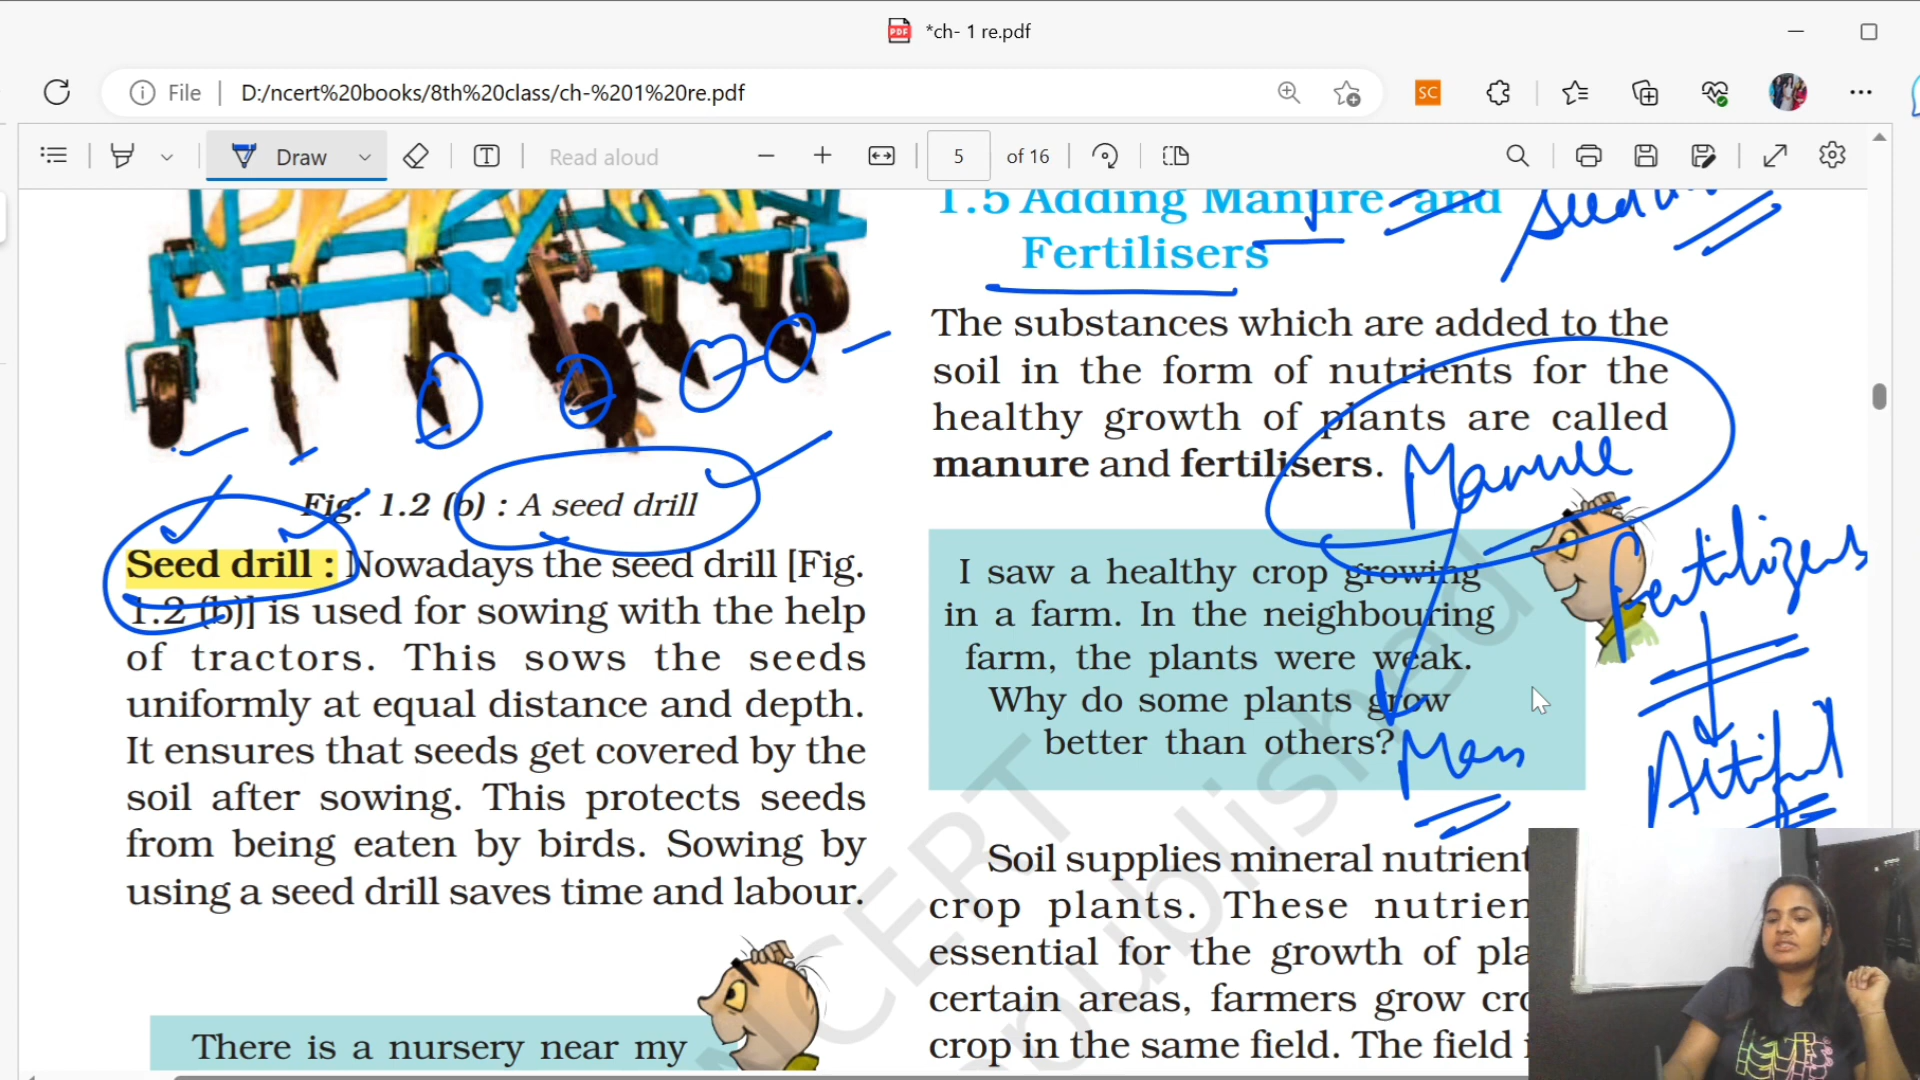 *ch- 1 re.pdf
File
D:/ncert%20books/8th%20class/ch-%201%20re.pdf
SC
Draw
Read aloud
5
of 16
Fig. 1.2 (b) : A seed drill
Seed drill : Nowadays the seed drill [Fig.
1.2 (b)] is used for sowing with the help
of tractors. This sows the seeds
uniformly at equal distance and depth.
It ensures that seeds get covered by the
soil after sowing. This protects seeds
from being eaten by birds. Sowing by
using a seed drill saves time and labour.
There is a nursery near my
1.5 Adding Manure and
Fertilisers
The substances which are added to the
soil in the form of nutrients for the
healthy growth of plants are called
manure and fertilisers.
Manure
Fertilizers
I saw a healthy crop growing
in a farm. In the neighbouring
farm, the plants were weak.
Why do some plants grow
better than others?
Soil supplies mineral nutrient
crop plants. These nutrien
essential for the growth of pla
certain areas, farmers grow cro
crop in the same field. The field
NCERT
published